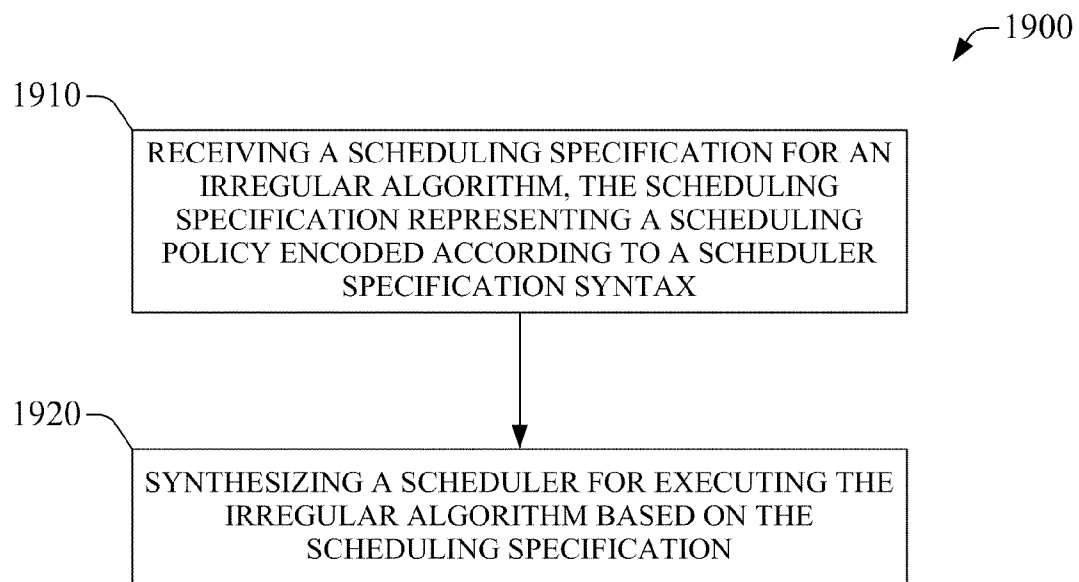 1900
1910
RECEIVING A SCHEDULING SPECIFICATION FOR AN
IRREGULAR ALGORITHM, THE SCHEDULING
SPECIFICATION REPRESENTING A SCHEDULING
POLICY ENCODED ACCORDING TO A SCHEDULER
SPECIFICATION SYNTAX
1920
SYNTHESIZING A SCHEDULER FOR EXECUTING THE
IRREGULAR ALGORITHM BASED ON THE
SCHEDULING SPECIFICATION